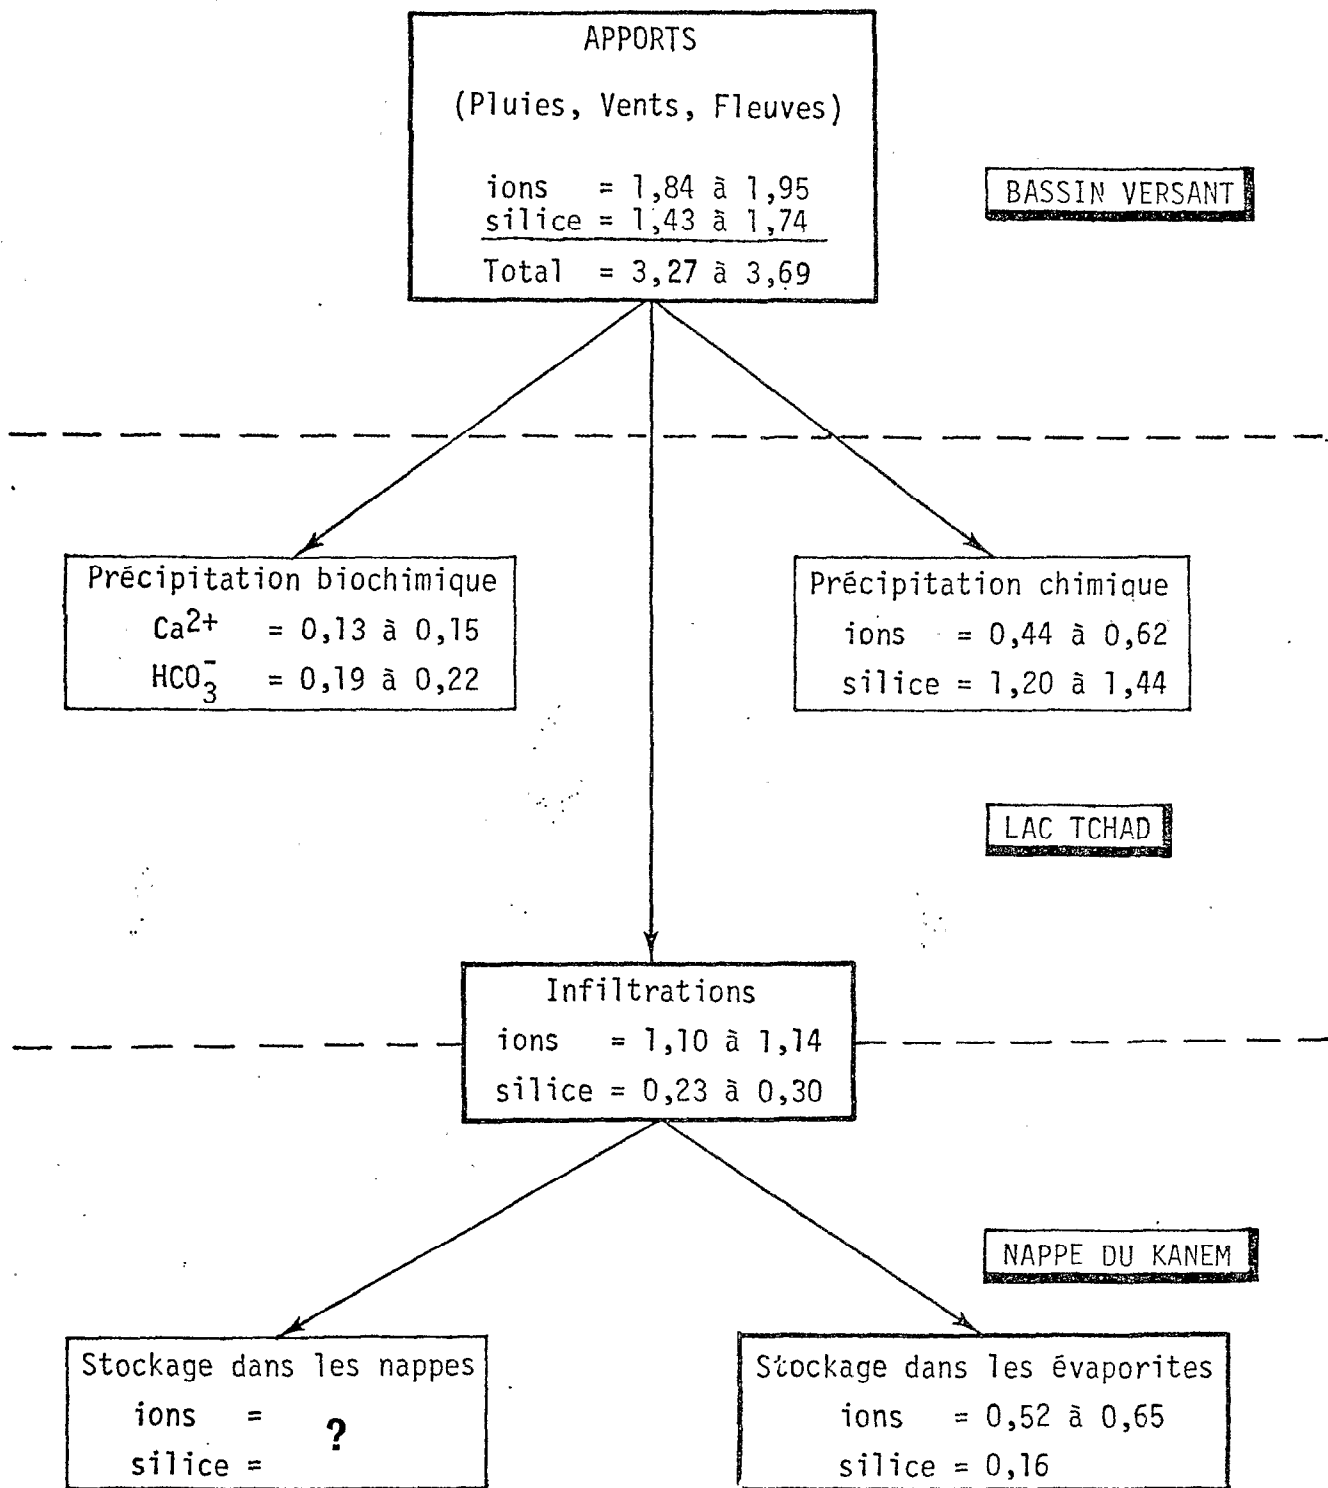 APPORTS
(Pluies, Vents, Fleuves)
ions = 1,84 à 1,95
silice = 1,43 à 1,74
Total = 3,27 à 3,69
BASSIN VERSANT
Précipitation biochimique
Ca2+ = 0,13 à 0,15
HCO3- = 0,19 à 0,22
Précipitation chimique
ions = 0,44 à 0,62
silice = 1,20 à 1,44
LAC TCHAD
Infiltrations
ions = 1,10 à 1,14
silice = 0,23 à 0,30
NAPPE DU KANEM
Stockage dans les nappes
ions =
?
silice =
Stockage dans les évaporites
ions = 0,52 à 0,65
silice = 0,16